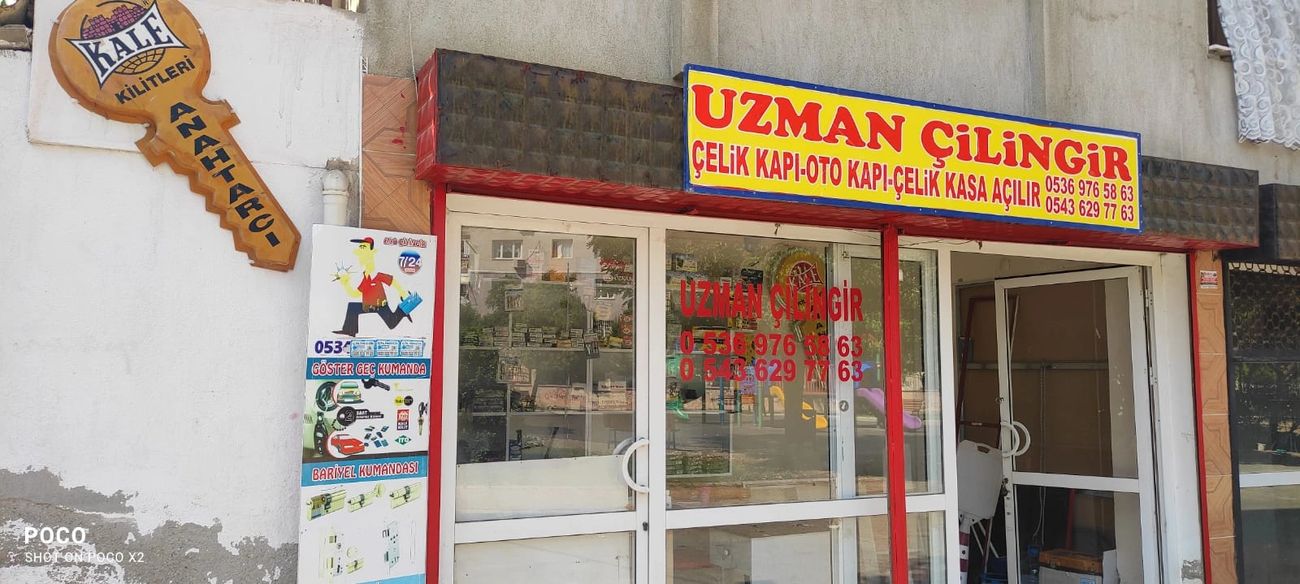 KALE
KİLİTLERİ
ANAHTARCI
UZMAN ÇİLİNGİR
ÇELİK KAPI-OTO KAPI-ÇELİK KASA AÇILIR
0536 976 58 63
0543 629 77 63
7/24
053
GÖSTER GEÇ KUMANDA
BARİYEL KUMANDASI
UZMAN ÇİLİNGİR
0 536 976 58 63
0 543 629 77 63
KALE
POCO
SHOT ON POCO X2